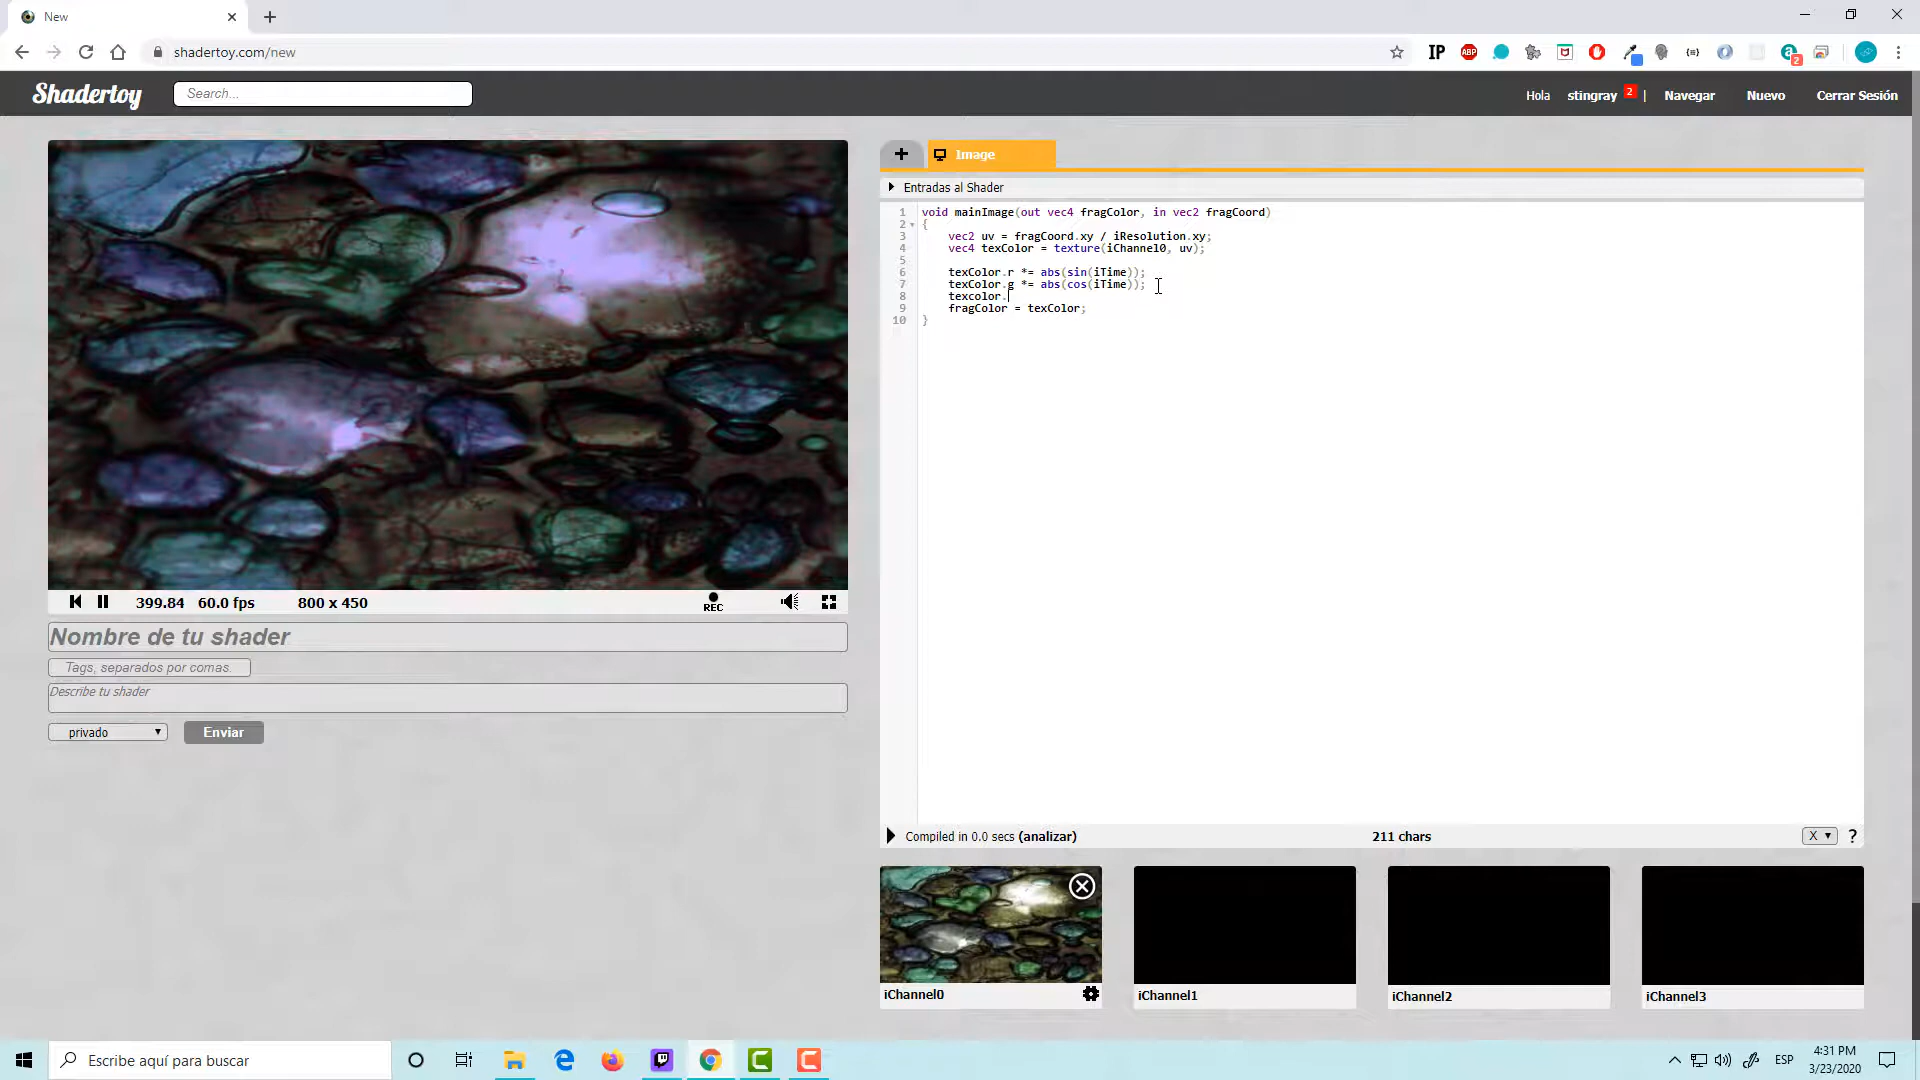 New
shadertoy.com/new
IP
ABP
a
2
Shadertoy
Search...
Hola stingray 2 | Navegar Nuevo Cerrar Sesión
+ Image
Entradas al Shader
1 void mainImage(out vec4 fragColor, in vec2 fragCoord)
2 {
3 vec2 uv = fragCoord.xy / iResolution.xy;
4 vec4 texColor = texture(iChannel0, uv);
5
6 texColor.r *= abs(sin(iTime));
7 texColor.g *= abs(cos(iTime));
8 texcolor.
9 fragColor = texColor;
10 }
399.84 60.0 fps 800 x 450 REC
Nombre de tu shader
Tags, separados por comas.
Describe tu shader
privado
Enviar
Compiled in 0.0 secs (analizar) 211 chars X ?
iChannel0
iChannel1
iChannel2
iChannel3
Escribe aquí para buscar
ESP
4:31 PM
3/23/2020